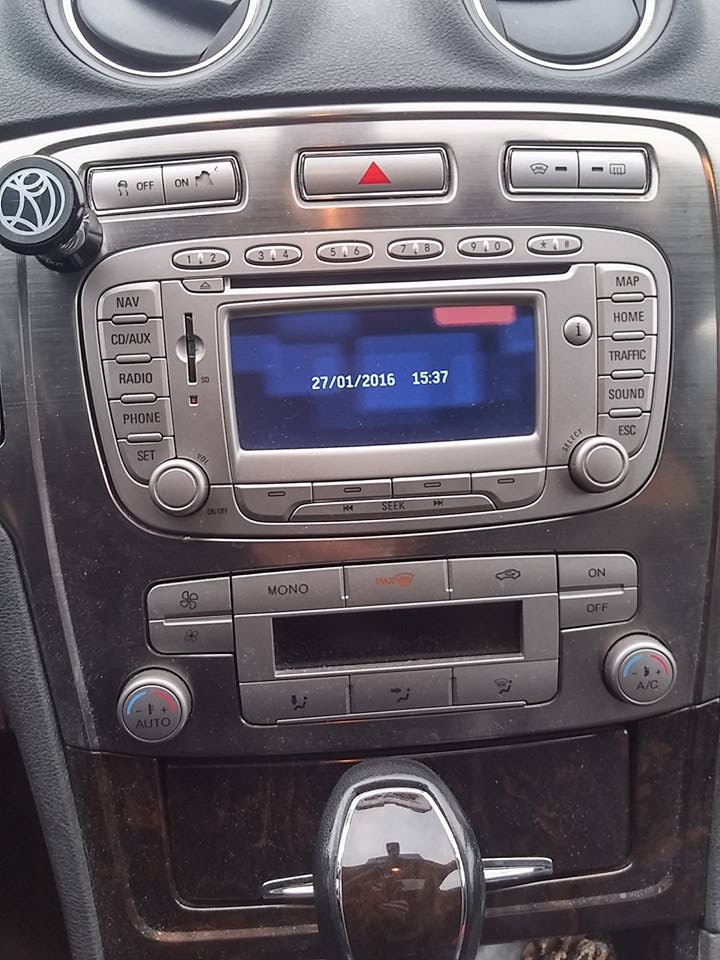 OFF ON
1 2 3 4 5 6 7 8 9 0 * #
NAV
CD/AUX
RADIO
PHONE
SET
SD
VOL
ON/OFF
27/01/2016 15:37
i
MAP
HOME
TRAFFIC
SOUND
ESC
SELECT
SEEK
MONO MAX ON
OFF
- +
AUTO
- +
A/C